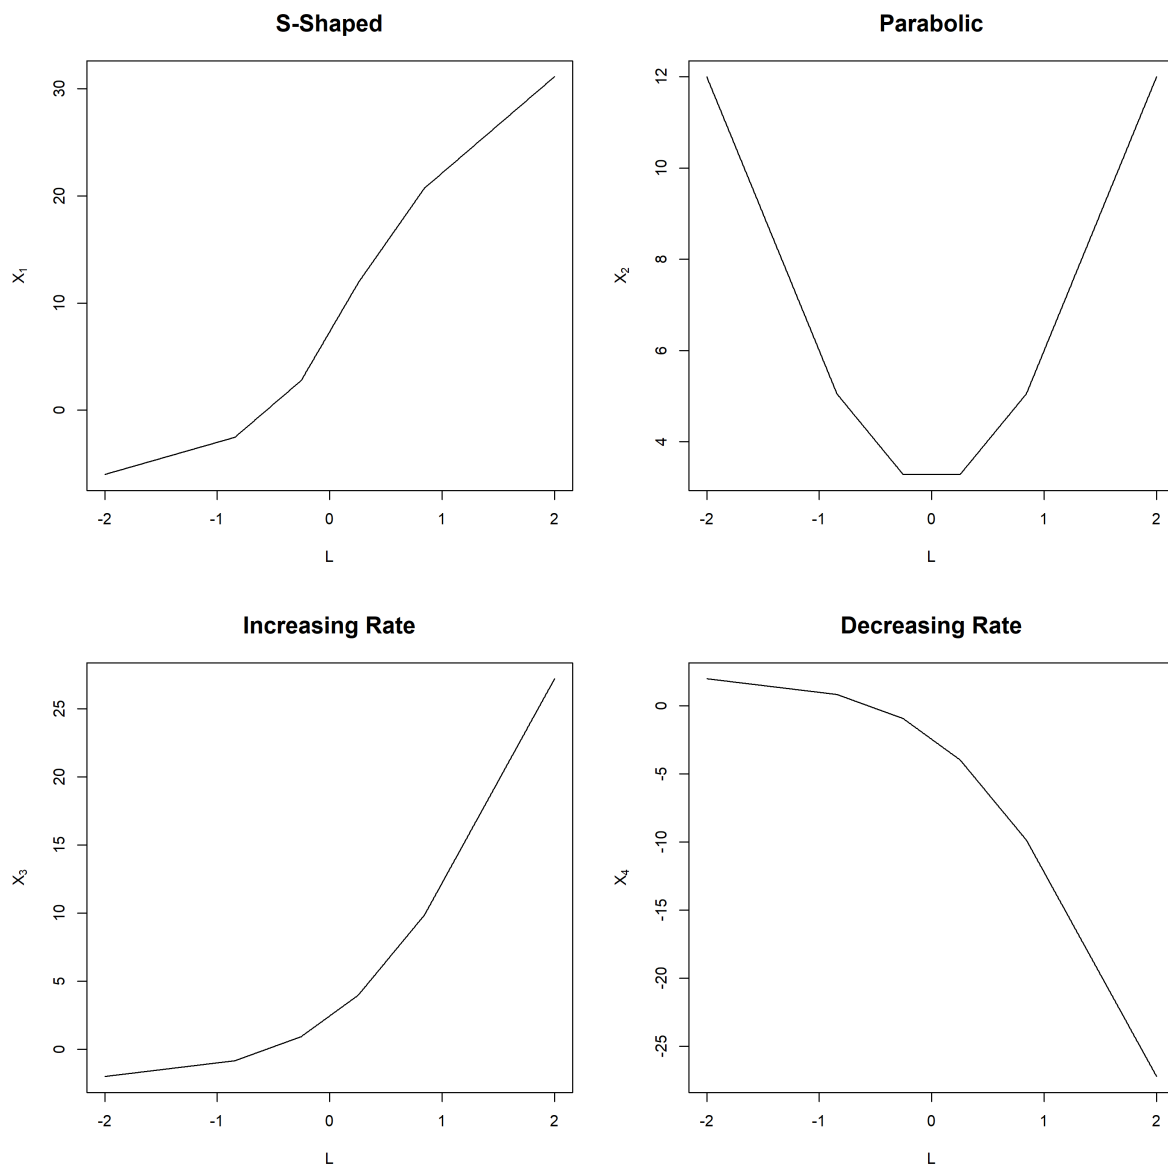 S-Shaped
X₁
30
20
10
0
-2 -1 0 1 2
L
Parabolic
X₂
12
10
8
6
4
-2 -1 0 1 2
L
Increasing Rate
X₃
25
20
15
10
5
0
-2 -1 0 1 2
L
Decreasing Rate
X₄
0
-5
-10
-15
-20
-25
-2 -1 0 1 2
L